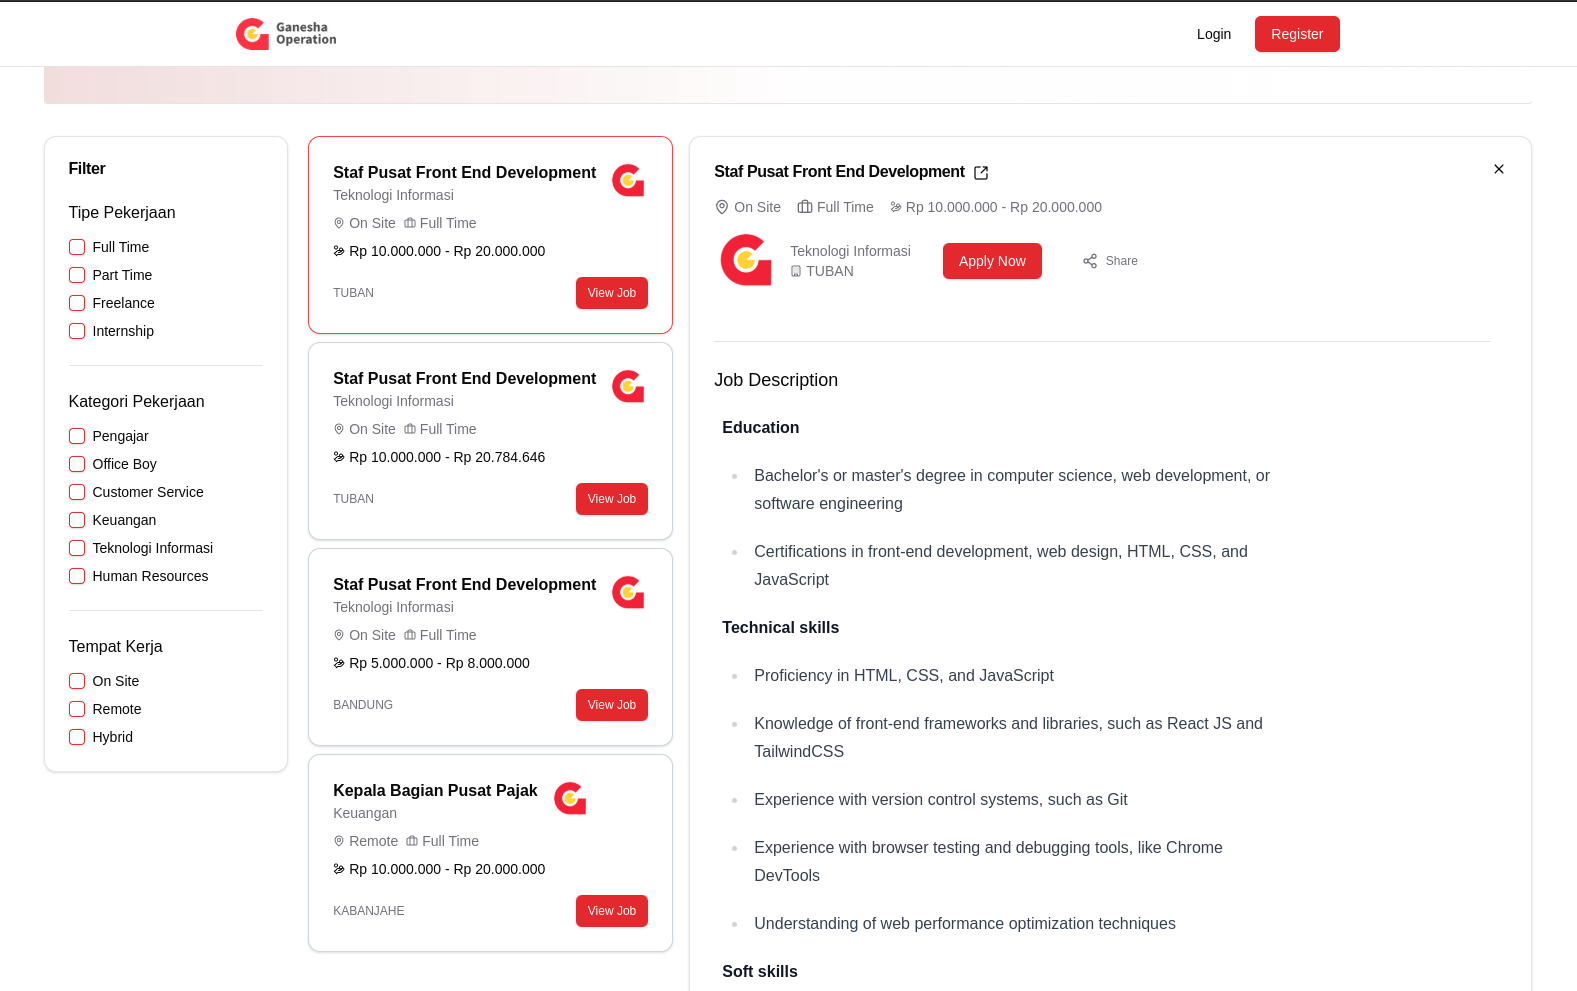 Ganesha
Operation
Login
Register
Filter
Tipe Pekerjaan
Full Time
Part Time
Freelance
Internship
Kategori Pekerjaan
Pengajar
Office Boy
Customer Service
Keuangan
Teknologi Informasi
Human Resources
Tempat Kerja
On Site
Remote
Hybrid
Staf Pusat Front End Development
Teknologi Informasi
On Site Full Time
Rp 10.000.000 - Rp 20.000.000
TUBAN
View Job
Staf Pusat Front End Development
Teknologi Informasi
On Site Full Time
Rp 10.000.000 - Rp 20.784.646
TUBAN
View Job
Staf Pusat Front End Development
Teknologi Informasi
On Site Full Time
Rp 5.000.000 - Rp 8.000.000
BANDUNG
View Job
Kepala Bagian Pusat Pajak
Keuangan
Remote Full Time
Rp 10.000.000 - Rp 20.000.000
KABANJAHE
View Job
Staf Pusat Front End Development
On Site Full Time Rp 10.000.000 - Rp 20.000.000
Teknologi Informasi
TUBAN
Apply Now
Share
Job Description
Education
Bachelor's or master's degree in computer science, web development, or
software engineering
Certifications in front-end development, web design, HTML, CSS, and
JavaScript
Technical skills
Proficiency in HTML, CSS, and JavaScript
Knowledge of front-end frameworks and libraries, such as React JS and
TailwindCSS
Experience with version control systems, such as Git
Experience with browser testing and debugging tools, like Chrome
DevTools
Understanding of web performance optimization techniques
Soft skills